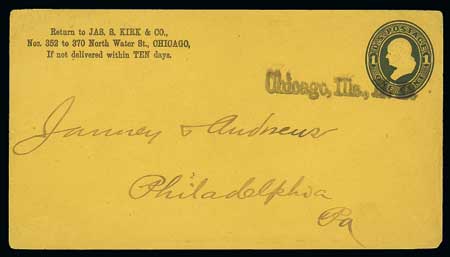 Return to JAS. S. KIRK & CO.,
Nos. 352 to 370 North Water St., CHICAGO,
If not delivered within TEN days.
U.S. POSTAGE
1 1
ONE CENT
Chicago, Ills.,
Janney & Andrews
Philadelphia
Pa